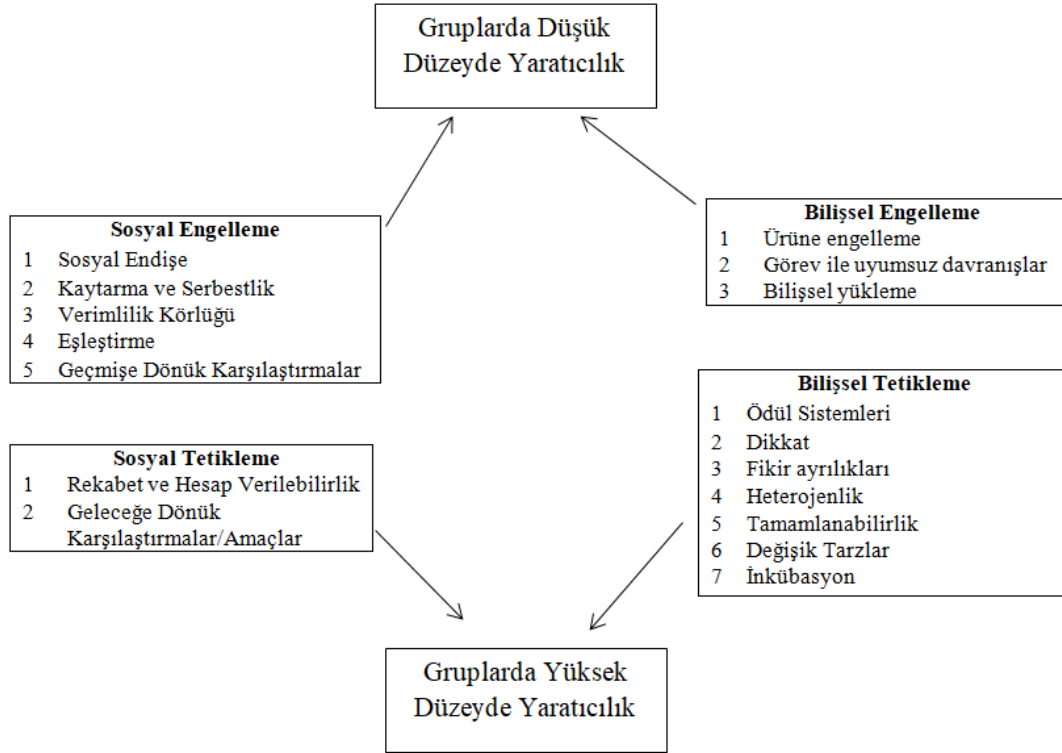 Gruplarda Düşük
Düzeyde Yaratıcılık
Sosyal Engelleme
1 Sosyal Endişe
2 Kaytarma ve Serbestlik
3 Verimlilik Körlüğü
4 Eşleştirme
5 Geçmişe Dönük Karşılaştırmalar
Bilişsel Engelleme
1 Ürüne engelleme
2 Görev ile uyumsuz davranışlar
3 Bilişsel yükleme
Sosyal Tetikleme
1 Rekabet ve Hesap Verilebilirlik
2 Geleceğe Dönük
Karşılaştırmalar/Amaçlar
Bilişsel Tetikleme
1 Ödül Sistemleri
2 Dikkat
3 Fikir ayrılıkları
4 Heterojenlik
5 Tamamlanabilirlik
6 Değişik Tarzlar
7 İnkübasyon
Gruplarda Yüksek
Düzeyde Yaratıcılık